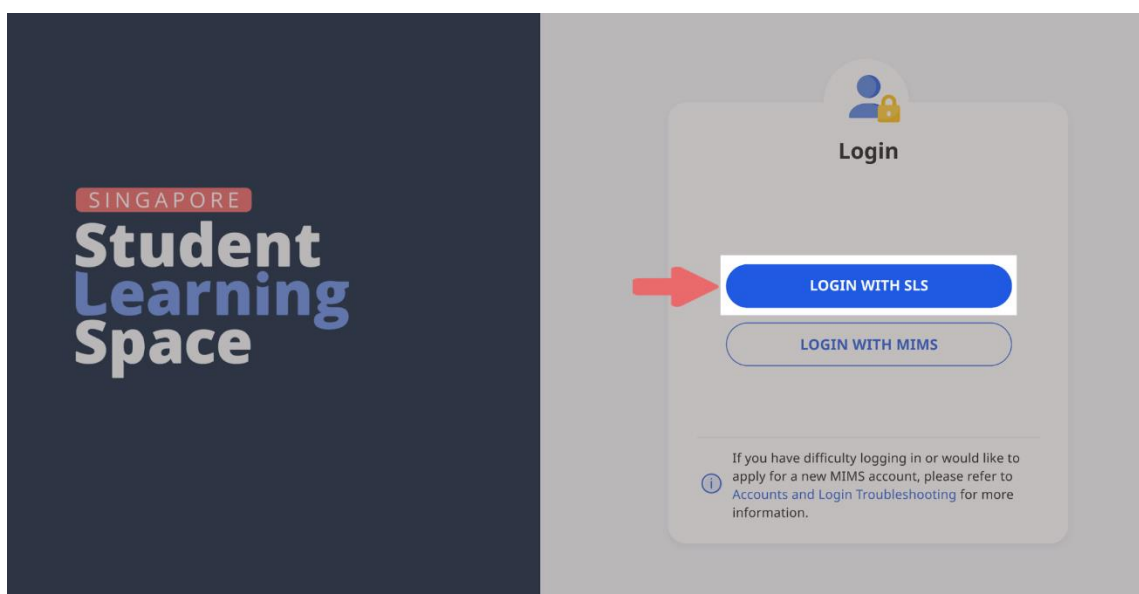 SINGAPORE
Student
Learning
Space
Login
LOGIN WITH SLS
LOGIN WITH MIMS
If you have difficulty logging in or would like to
apply for a new MIMS account, please refer to
Accounts and Login Troubleshooting for more
information.